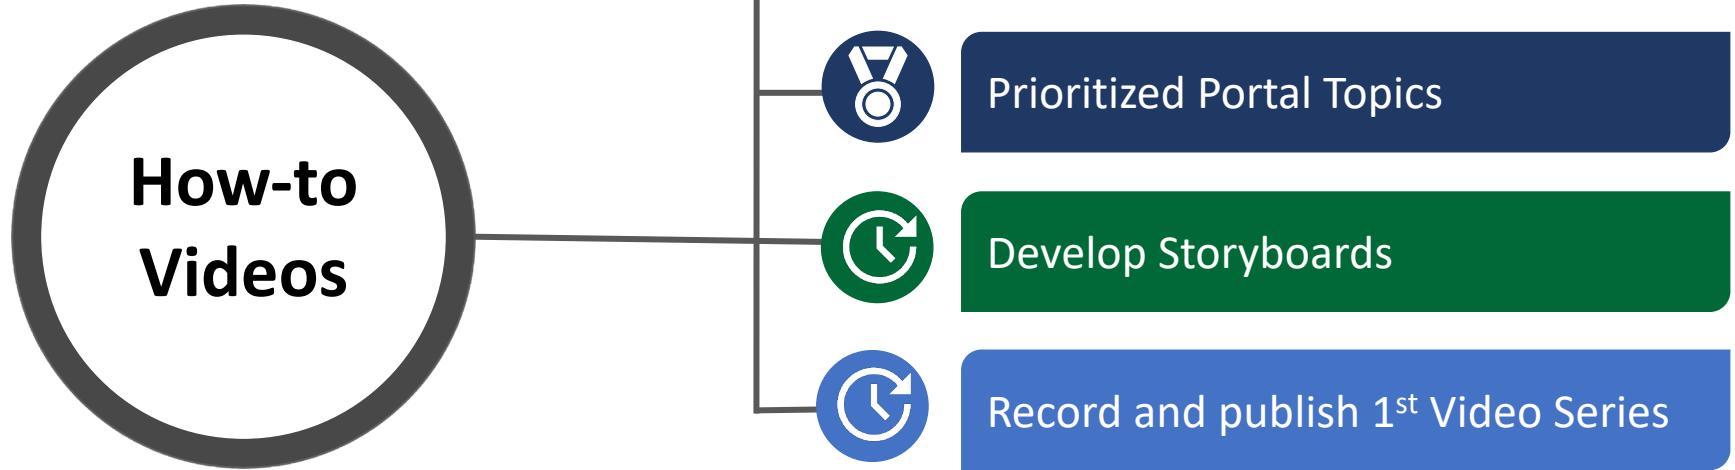 How-to
Videos
Prioritized Portal Topics
Develop Storyboards
Record and publish 1st Video Series